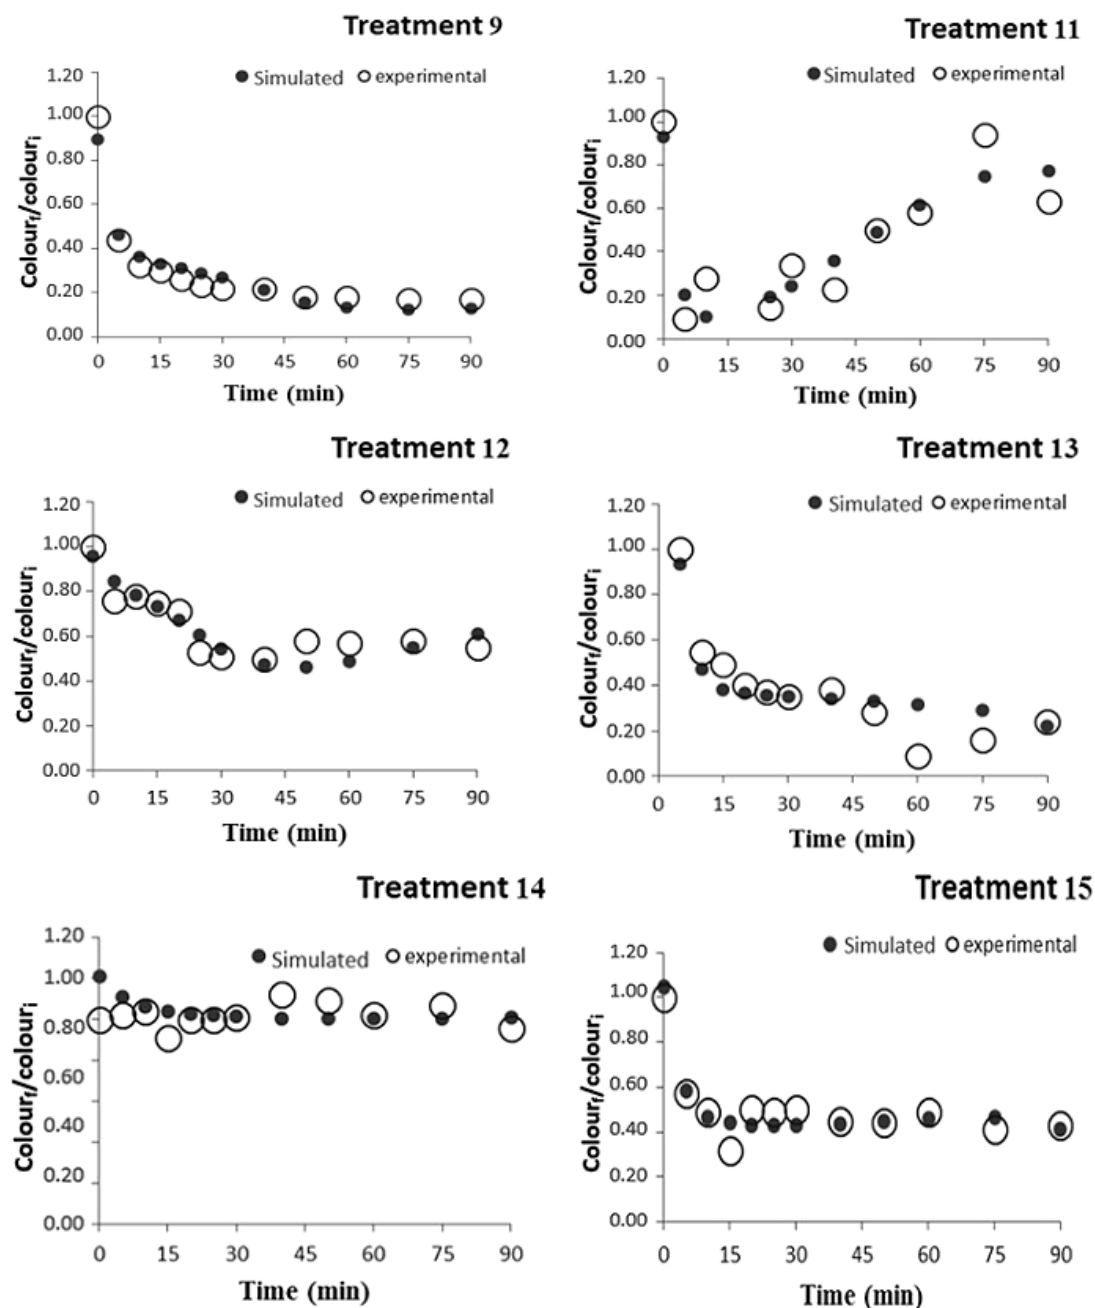 Treatment 9
Simulated experimental
1.20
1.00
0.80
0.60
0.40
0.20
0.00
Colourf/colouri
0 15 30 45 60 75 90
Time (min)
Treatment 11
Simulated experimental
1.20
1.00
0.80
0.60
0.40
0.20
0.00
Colourf/colouri
0 15 30 45 60 75 90
Time (min)
Treatment 12
Simulated experimental
1.20
1.00
0.80
0.60
0.40
0.20
0.00
Colourf/colouri
0 15 30 45 60 75 90
Time (min)
Treatment 13
Simulated experimental
1.20
1.00
0.80
0.60
0.40
0.20
0.00
Colourf/colouri
0 15 30 45 60 75 90
Time (min)
Treatment 14
Simulated experimental
1.20
1.00
0.80
0.60
0.40
0.20
0.00
Colourf/colouri
0 15 30 45 60 75 90
Time (min)
Treatment 15
Simulated experimental
1.20
1.00
0.80
0.60
0.40
0.20
0.00
Colourf/colouri
0 15 30 45 60 75 90
Time (min)